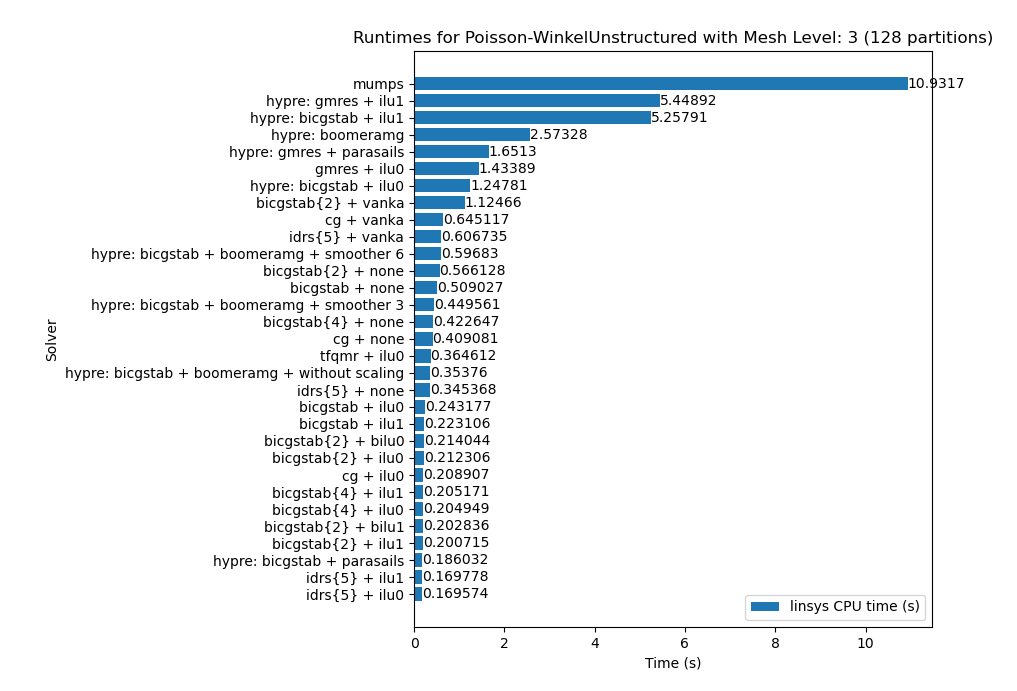 Runtimes for Poisson-WinkelUnstructured with Mesh Level: 3 (128 partitions)
mumps 10.9317
hypre: gmres + ilu1 5.44892
hypre: bicgstab + ilu1 5.25791
hypre: boomeramg 2.57328
hypre: gmres + parasails 1.6513
gmres + ilu0 1.43389
hypre: bicgstab + ilu0 1.24781
bicgstab{2} + vanka 1.12466
cg + vanka 0.645117
idrs{5} + vanka 0.606735
hypre: bicgstab + boomeramg + smoother 6 0.59683
bicgstab{2} + none 0.566128
bicgstab + none 0.509027
hypre: bicgstab + boomeramg + smoother 3 0.449561
bicgstab{4} + none 0.422647
cg + none 0.409081
tfqmr + ilu0 0.364612
hypre: bicgstab + boomeramg + without scaling 0.35376
idrs{5} + none 0.345368
bicgstab + ilu0 0.243177
bicgstab + ilu1 0.223106
bicgstab{2} + bilu0 0.214044
bicgstab{2} + ilu0 0.212306
cg + ilu0 0.208907
bicgstab{4} + ilu1 0.205171
bicgstab{4} + ilu0 0.204949
bicgstab{2} + bilu1 0.202836
bicgstab{2} + ilu1 0.200715
hypre: bicgstab + parasails 0.186032
idrs{5} + ilu1 0.169778
idrs{5} + ilu0 0.169574
Solver
linsys CPU time (s)
0 2 4 6 8 10
Time (s)